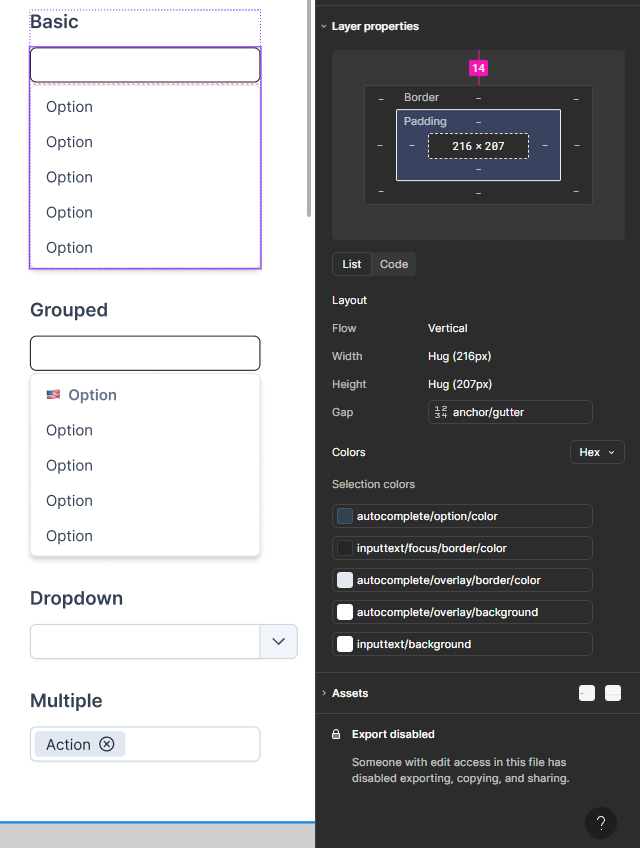 Basic
Option
Option
Option
Option
Option
Grouped
Option
Option
Option
Option
Option
Dropdown
Multiple
Action
Layer properties
14
Border –
– –
Padding –
– – 216 × 207 – –
–
– – –
List Code
Layout
Flow Vertical
Width Hug (216px)
Height Hug (207px)
Gap 12 34 anchor/gutter
Colors Hex
Selection colors
autocomplete/option/color
inputtext/focus/border/color
autocomplete/overlay/border/color
autocomplete/overlay/background
inputtext/background
Assets
Export disabled
Someone with edit access in this file has
disabled exporting, copying, and sharing.
?